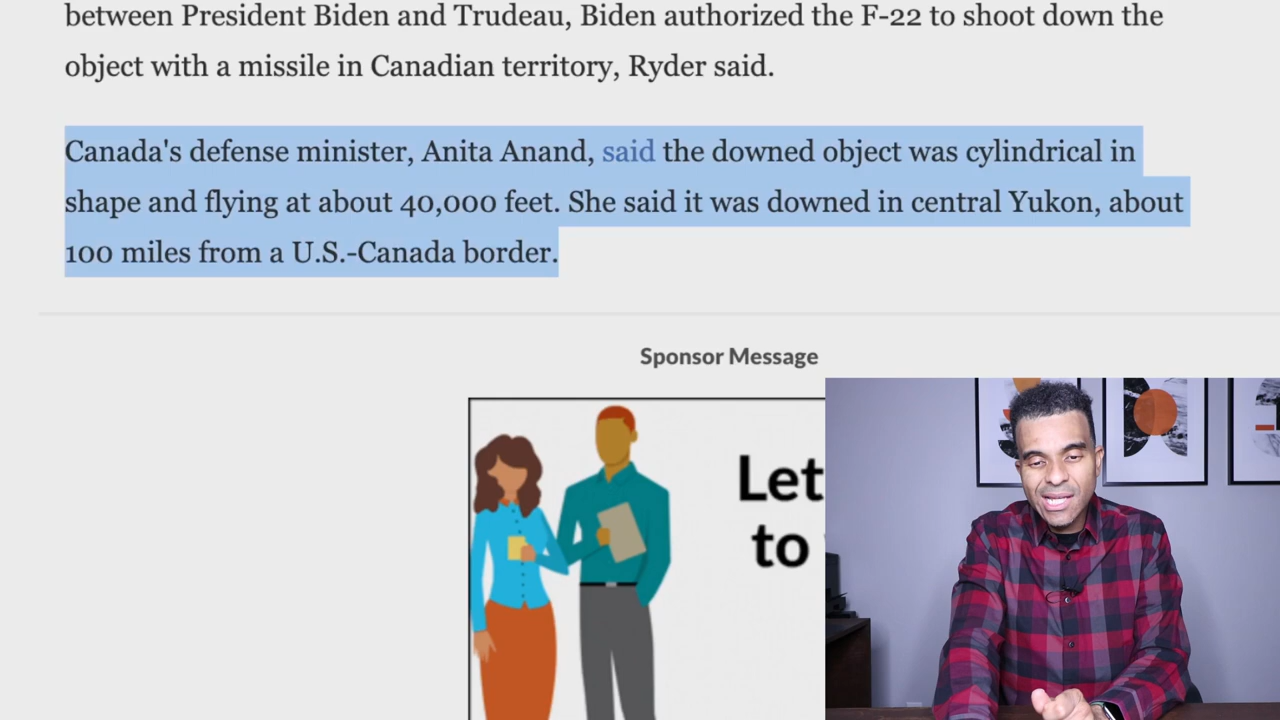 between President Biden and Trudeau, Biden authorized the F-22 to shoot down the
object with a missile in Canadian territory, Ryder said.
Canada's defense minister, Anita Anand, said the downed object was cylindrical in
shape and flying at about 40,000 feet. She said it was downed in central Yukon, about
100 miles from a U.S.-Canada border.
Sponsor Message
Let
to